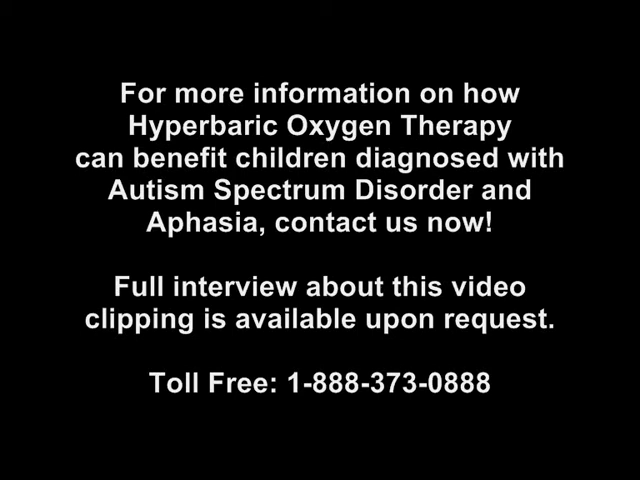 For more information on how
Hyperbaric Oxygen Therapy
can benefit children diagnosed with
Autism Spectrum Disorder and
Aphasia, contact us now!
Full interview about this video
clipping is available upon request.
Toll Free: 1-888-373-0888